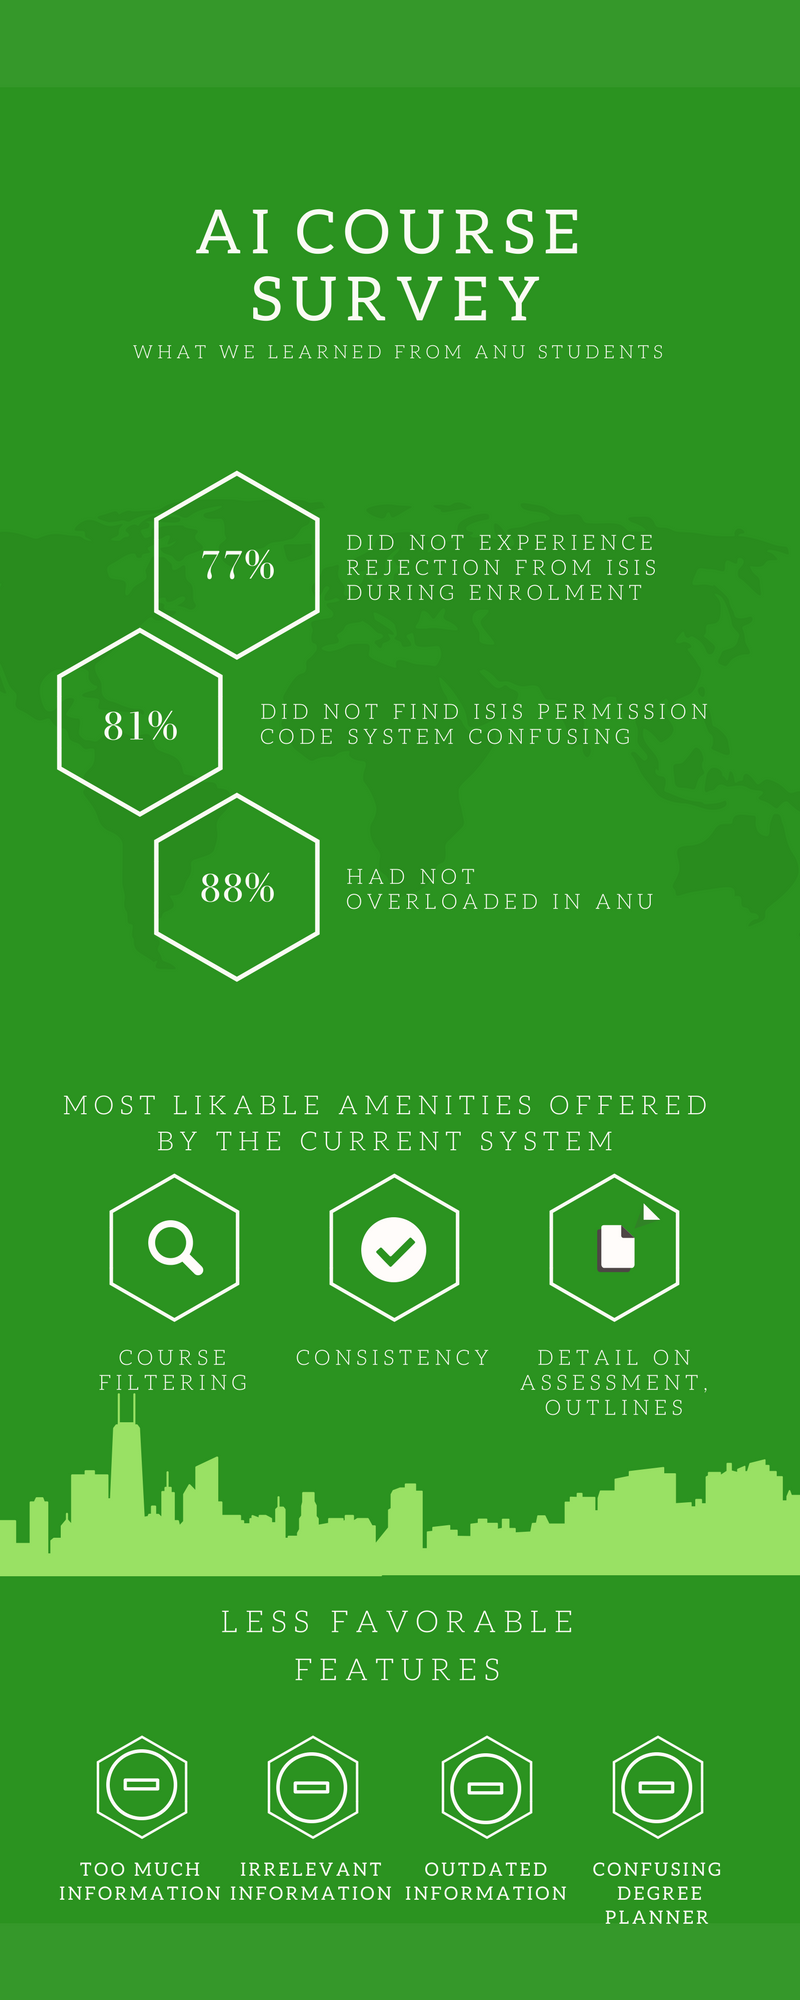 AI COURSE
SURVEY
WHAT WE LEARNED FROM ANU STUDENTS
77%
DID NOT EXPERIENCE
REJECTION FROM ISIS
DURING ENROLMENT
81%
DID NOT FIND ISIS PERMISSION
CODE SYSTEM CONFUSING
88%
HAD NOT
OVERLOADED IN ANU
MOST LIKABLE AMENITIES OFFERED
BY THE CURRENT SYSTEM
COURSE
FILTERING
CONSISTENCY
DETAIL ON
ASSESSMENT,
OUTLINES
LESS FAVORABLE
FEATURES
TOO MUCH
INFORMATION
IRRELEVANT
INFORMATION
OUTDATED
INFORMATION
CONFUSING
DEGREE
PLANNER